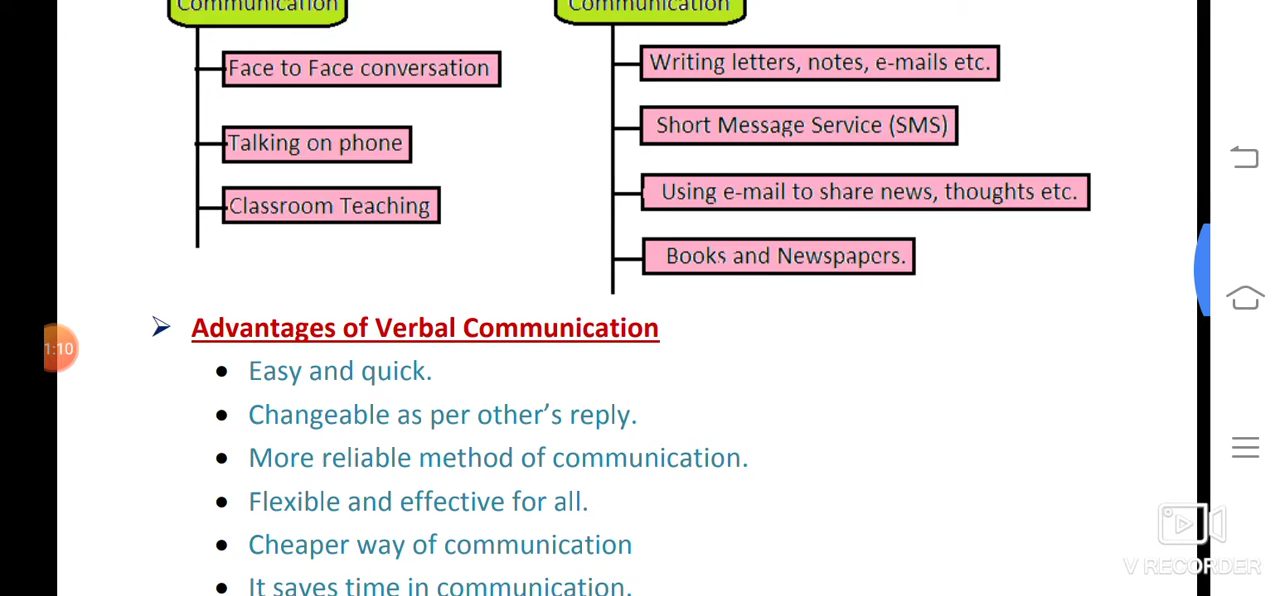 Communication
Communication
Face to Face conversation
Talking on phone
Classroom Teaching
Writing letters, notes, e-mails etc.
Short Message Service (SMS)
Using e-mail to share news, thoughts etc.
Books and Newspapers.
Advantages of Verbal Communication
Easy and quick.
Changeable as per other’s reply.
More reliable method of communication.
Flexible and effective for all.
Cheaper way of communication
It saves time in communication.
1:10
V RECORDER